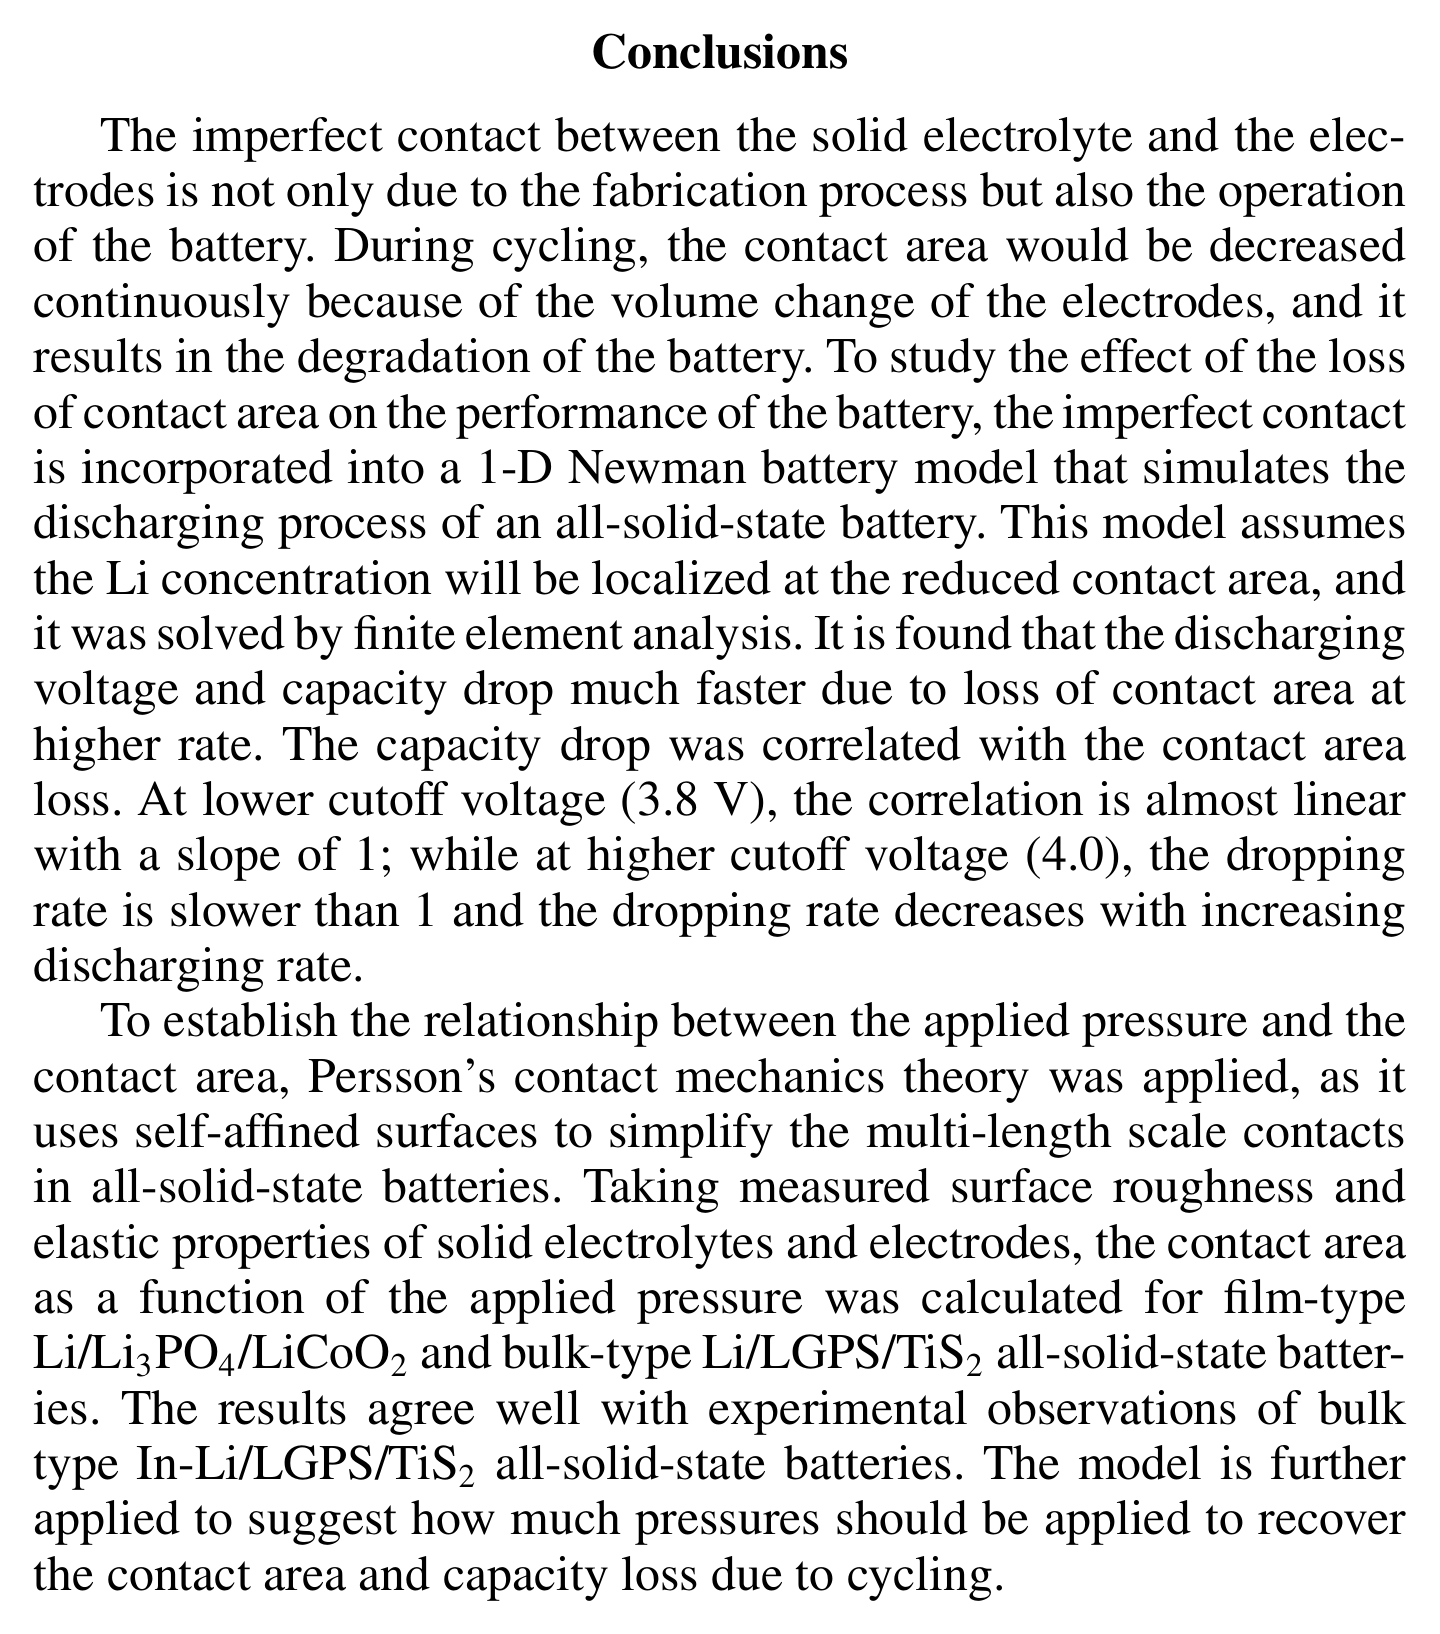 Conclusions
The imperfect contact between the solid electrolyte and the elec-
trodes is not only due to the fabrication process but also the operation
of the battery. During cycling, the contact area would be decreased
continuously because of the volume change of the electrodes, and it
results in the degradation of the battery. To study the effect of the loss
of contact area on the performance of the battery, the imperfect contact
is incorporated into a 1-D Newman battery model that simulates the
discharging process of an all-solid-state battery. This model assumes
the Li concentration will be localized at the reduced contact area, and
it was solved by finite element analysis. It is found that the discharging
voltage and capacity drop much faster due to loss of contact area at
higher rate. The capacity drop was correlated with the contact area
loss. At lower cutoff voltage (3.8 V), the correlation is almost linear
with a slope of 1; while at higher cutoff voltage (4.0), the dropping
rate is slower than 1 and the dropping rate decreases with increasing
discharging rate.
To establish the relationship between the applied pressure and the
contact area, Persson's contact mechanics theory was applied, as it
uses self-affined surfaces to simplify the multi-length scale contacts
in all-solid-state batteries. Taking measured surface roughness and
elastic properties of solid electrolytes and electrodes, the contact area
as a function of the applied pressure was calculated for film-type
Li/Li₃PO₄/LiCoO₂ and bulk-type Li/LGPS/TiS₂ all-solid-state batter-
ies. The results agree well with experimental observations of bulk
type In-Li/LGPS/TiS₂ all-solid-state batteries. The model is further
applied to suggest how much pressures should be applied to recover
the contact area and capacity loss due to cycling.